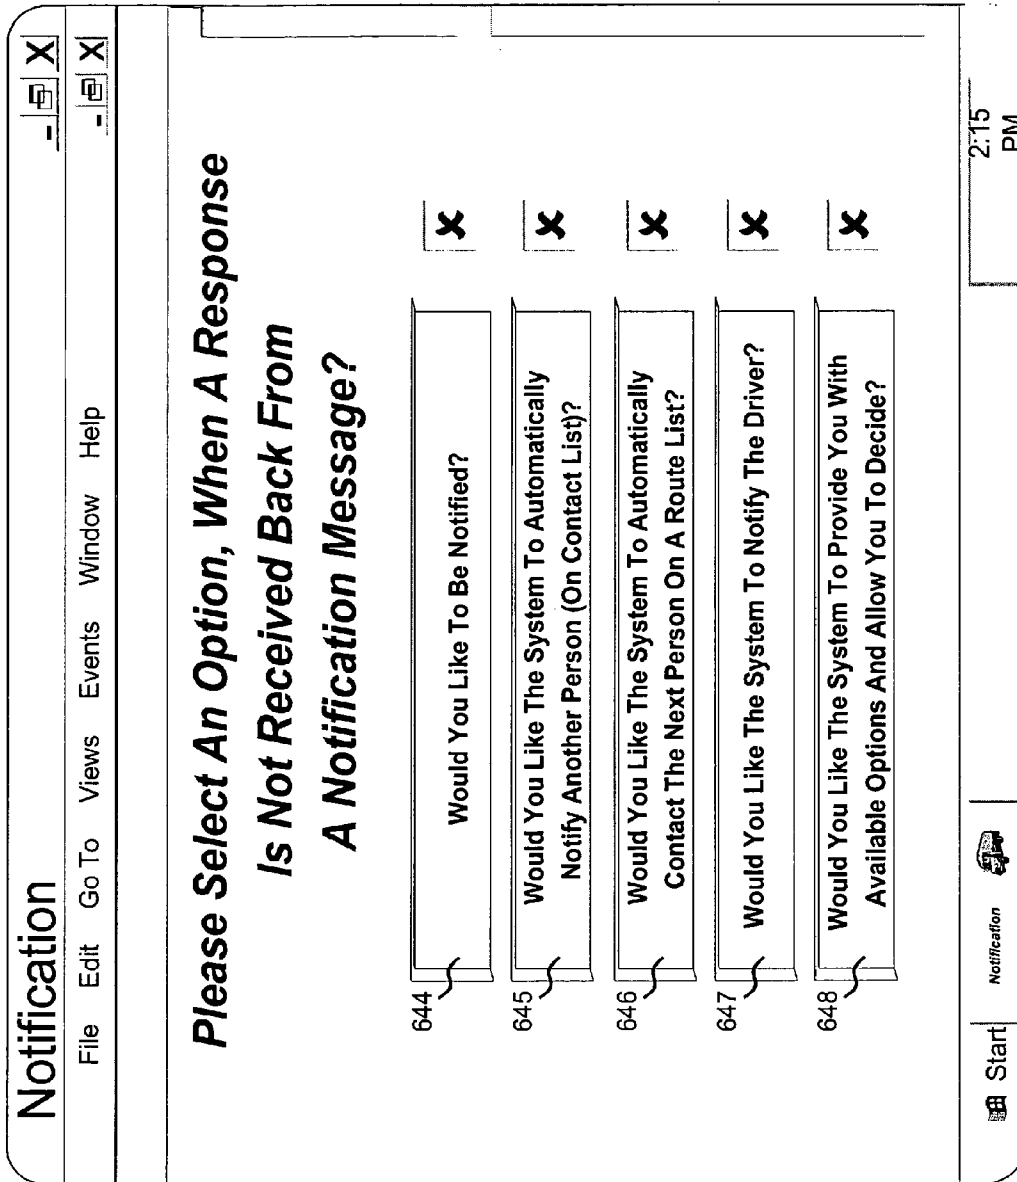 Notification
File Edit Go To Views Events Window Help
Please Select An Option, When A Response
Is Not Received Back From
A Notification Message?
644 Would You Like To Be Notified?
645 Would You Like The System To Automatically
Notify Another Person (On Contact List)?
646 Would You Like The System To Automatically
Contact The Next Person On A Route List?
647 Would You Like The System To Notify The Driver?
648 Would You Like The System To Provide You With
Available Options And Allow You To Decide?
Start Notification 2:15
PM